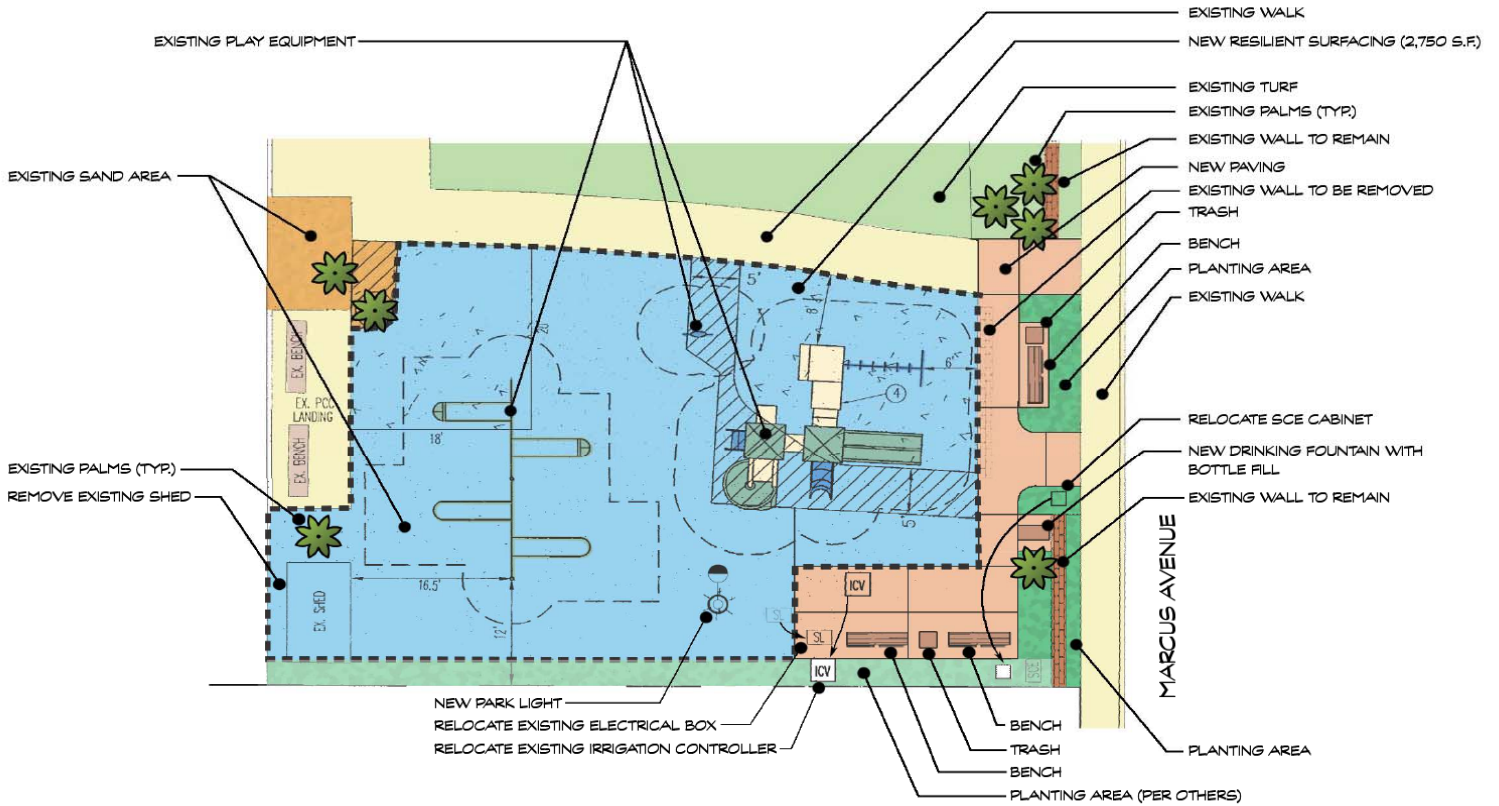 EXISTING WALK
EXISTING PLAY EQUIPMENT
NEW RESILIENT SURFACING (2,750 S.F.)
EXISTING TURF
EXISTING PALMS (TYP.)
EXISTING WALL TO REMAIN
NEW PAVING
EXISTING SAND AREA
EXISTING WALL TO BE REMOVED
TRASH
BENCH
PLANTING AREA
EXISTING WALK
5'
8'
20'
EX. BENCH
6'
4
EX. PCC
LANDING
18'
EX. BENCH
RELOCATE SCE CABINET
NEW DRINKING FOUNTAIN WITH
BOTTLE FILL
EXISTING PALMS (TYP.)
REMOVE EXISTING SHED
EXISTING WALL TO REMAIN
5'
MARCUS AVENUE
16.5'
EX. SHED
12'
ICV
SL
SL
ICV
SCE
NEW PARK LIGHT
RELOCATE EXISTING ELECTRICAL BOX
RELOCATE EXISTING IRRIGATION CONTROLLER
BENCH
TRASH
BENCH
PLANTING AREA (PER OTHERS)
PLANTING AREA